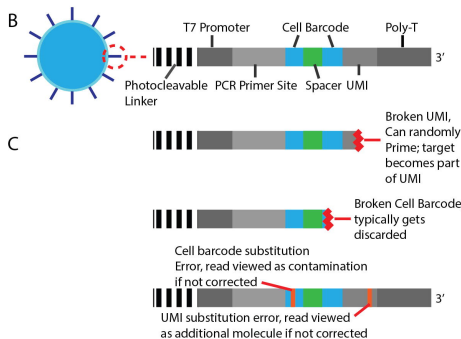 B
T7 Promoter
Cell Barcode
Poly-T
3'
Photocleavable
Linker
PCR Primer Site
Spacer
UMI
C
Broken UMI,
Can randomly
Prime; target
becomes part
of UMI
Broken Cell Barcode
typically gets
discarded
Cell barcode substitution
Error, read viewed as contamination
if not corrected
3'
UMI substitution error, read viewed
as additional molecule if not corrected